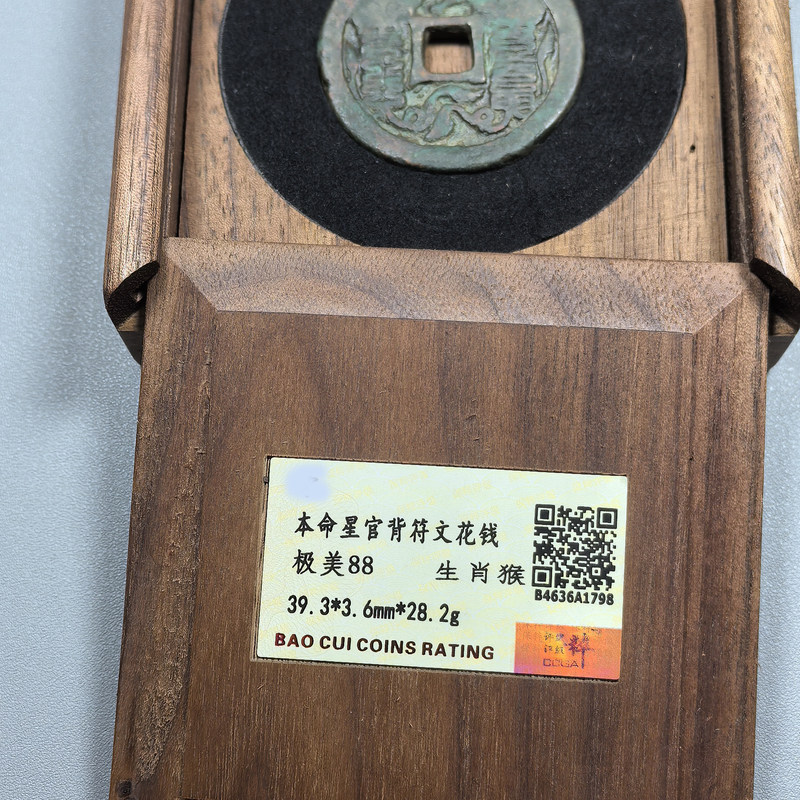 本命星官背符文花钱
极美88
生肖猴
B4636A1798
39.3*3.6mm*28.2g
BAO CUI COINS RATING